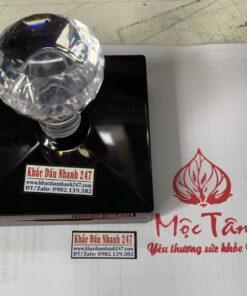 Khắc Dấu Nhanh 247
www.khacdaunhanh247.com
ĐT/Zalo: 0982.139.382
Khắc Dấu Nhanh 247
www.khacdaunhanh247.com
ĐT/Zalo: 0982.139.382
Mộc Tâm
Yêu thương sức khỏe